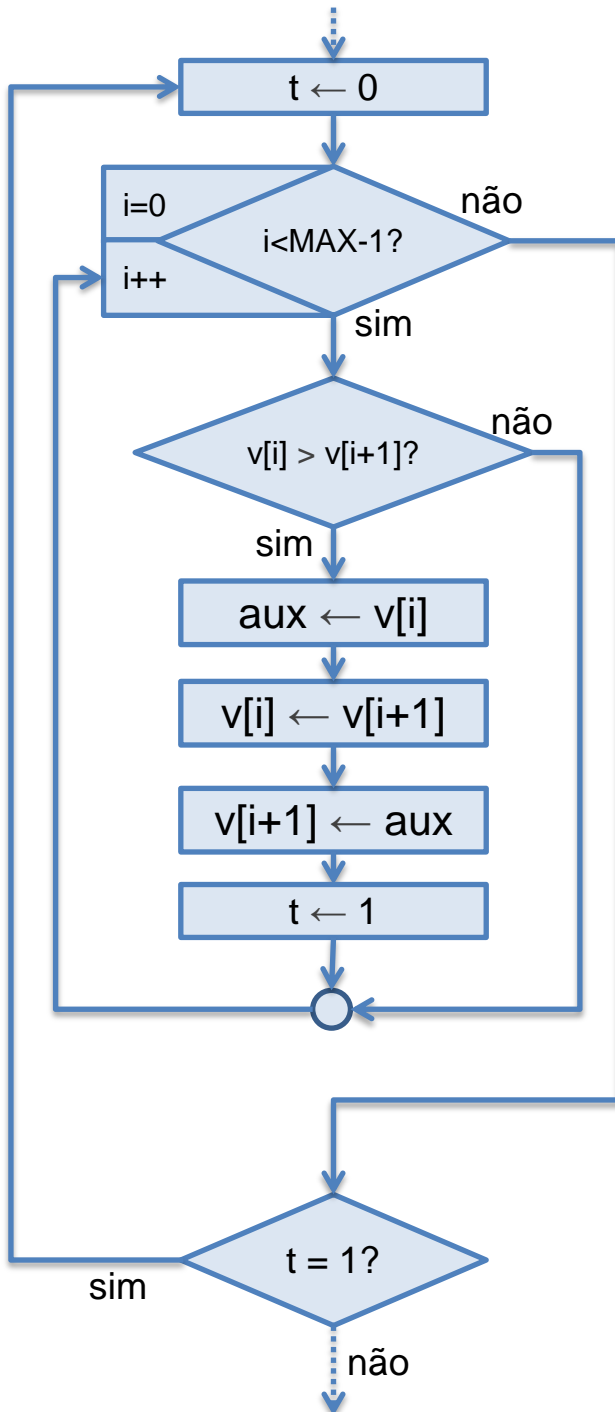 t ← 0
não
i=0
i<MAX-1?
i++
sim
não
v[i] > v[i+1]?
sim
aux ← v[i]
v[i] ← v[i+1]
v[i+1] ← aux
t ← 1
t = 1?
sim
não